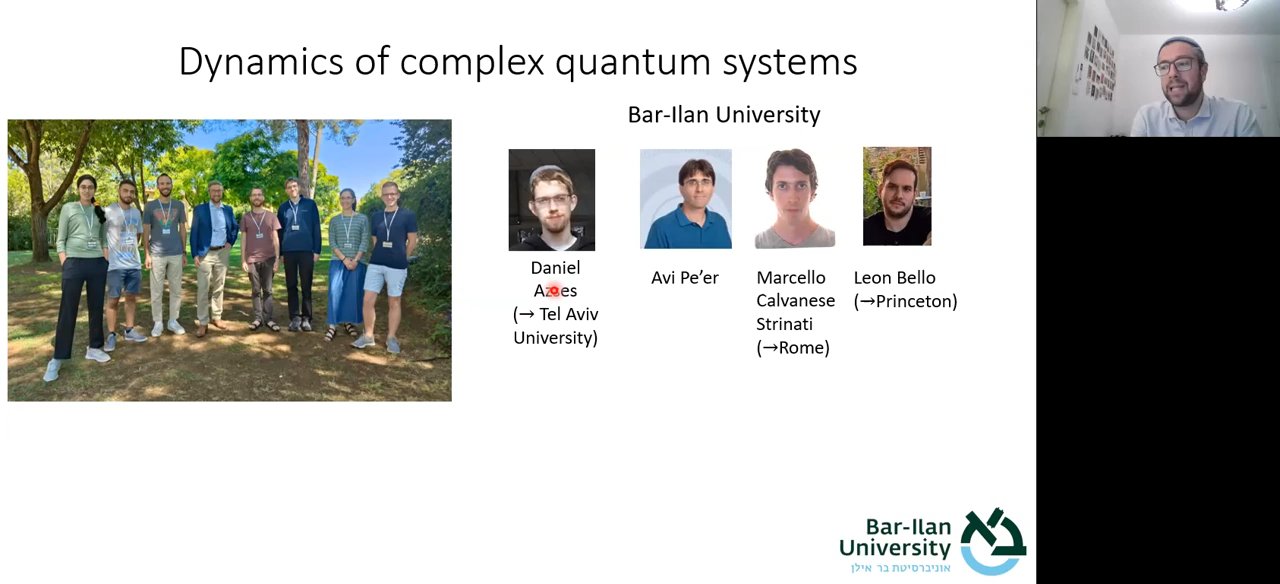 Dynamics of complex quantum systems
Bar-Ilan University
Daniel
(→ Tel Aviv
University)
Avi Pe'er
Marcello
Calvanese
Strinati
(→Rome)
Leon Bello
(→Princeton)
Bar-Ilan
University
אוניברסיטת בר אילן